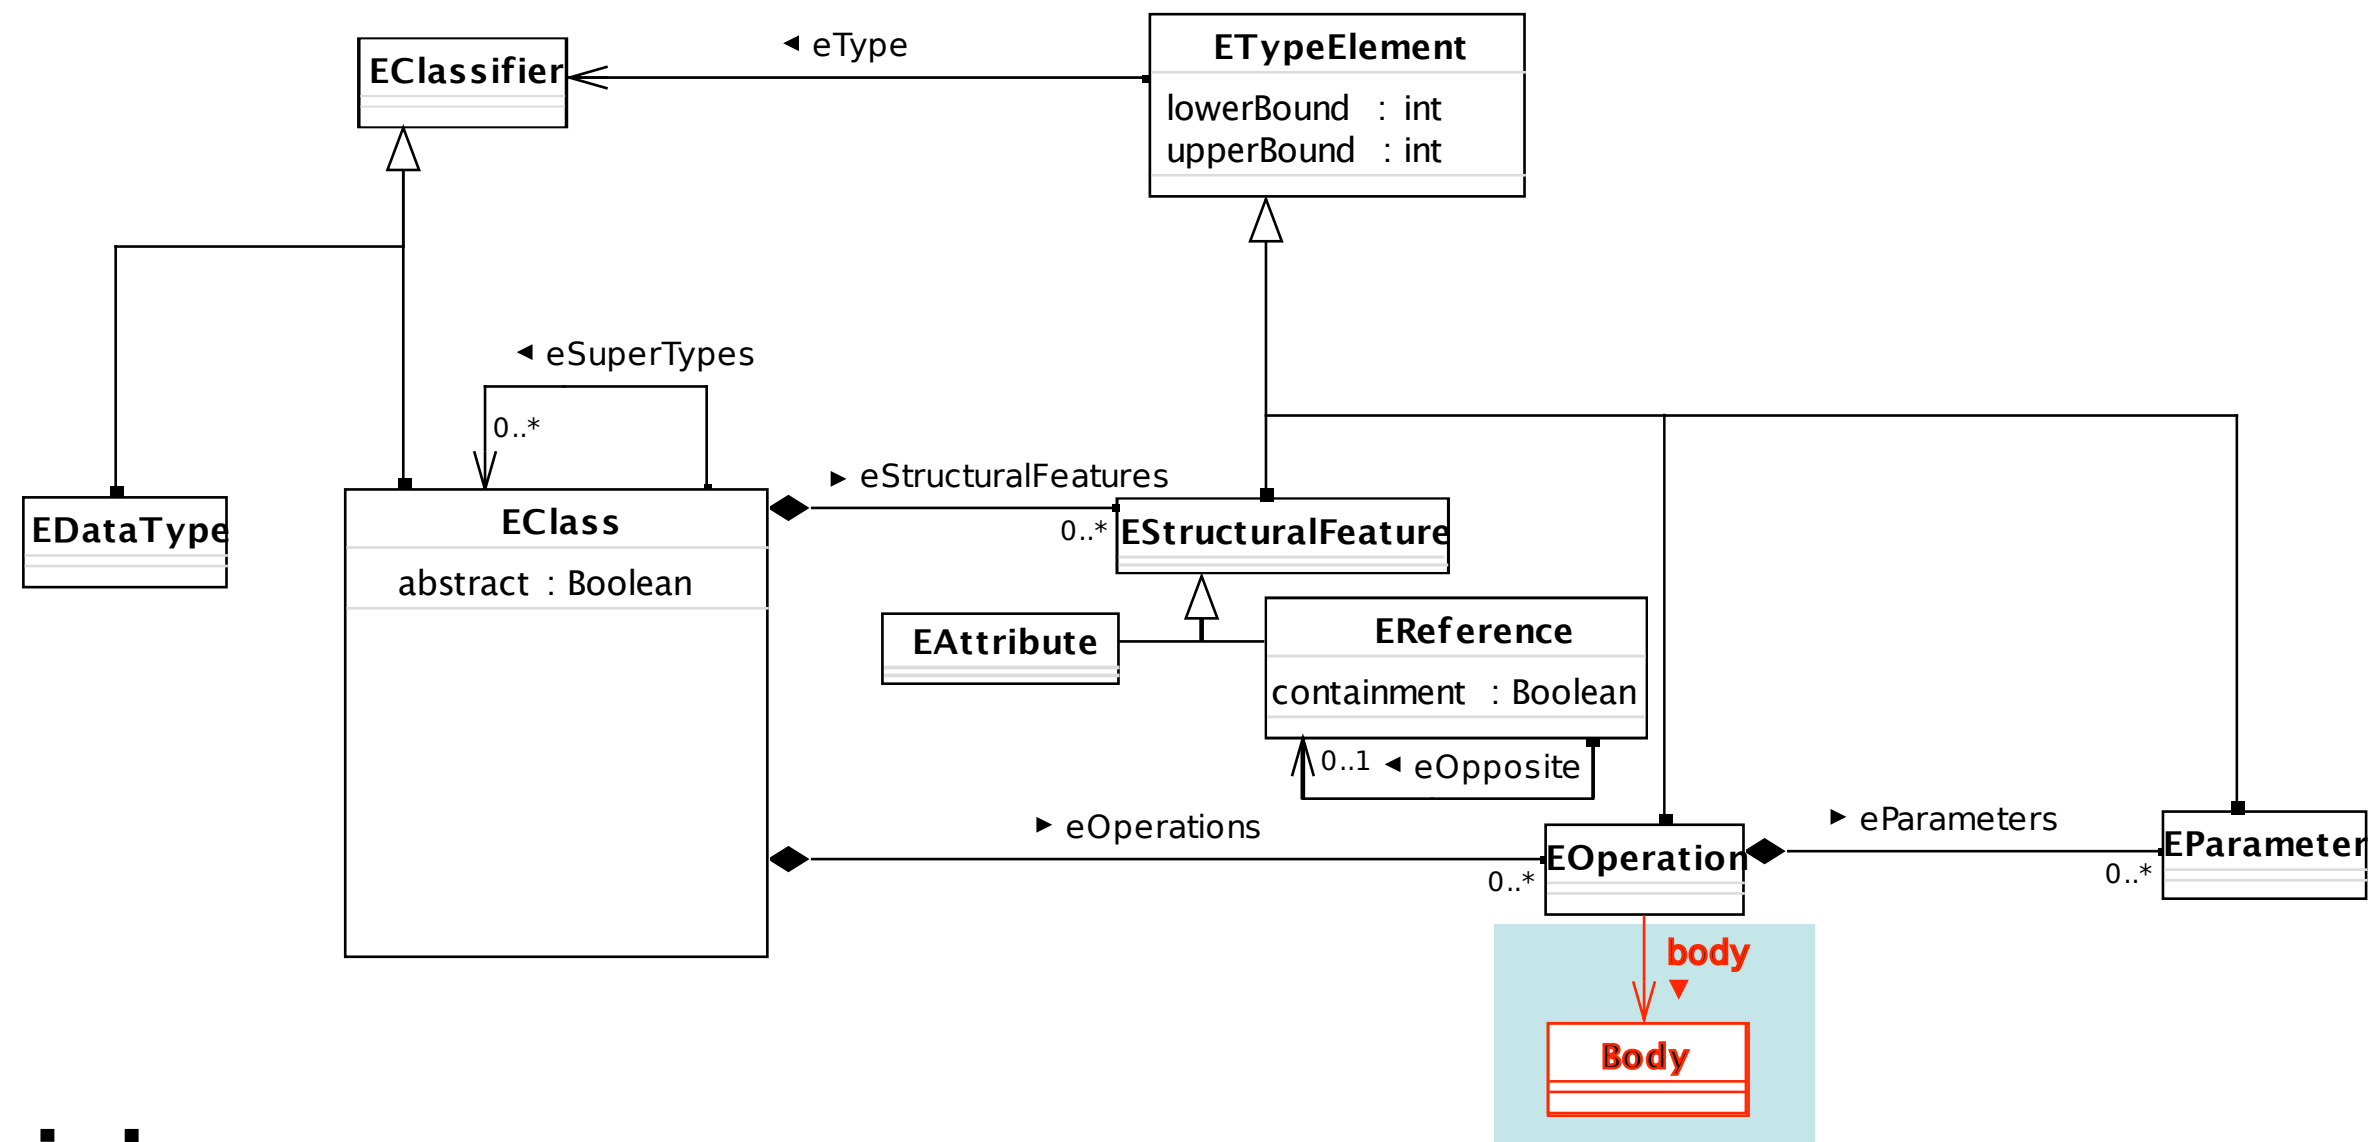 ◄ eType
ETypeElement
EClassifier
lowerBound : int
upperBound : int
◄ eSuperTypes
0..*
► eStructuralFeatures
0..*
EDataType
EClass
EStructuralFeature
abstract : Boolean
EAttribute
EReference
containment : Boolean
0..1 ◄ eOpposite
► eOperations
0..*
► eParameters
0..*
EOperation
EParameter
body
▼
Body